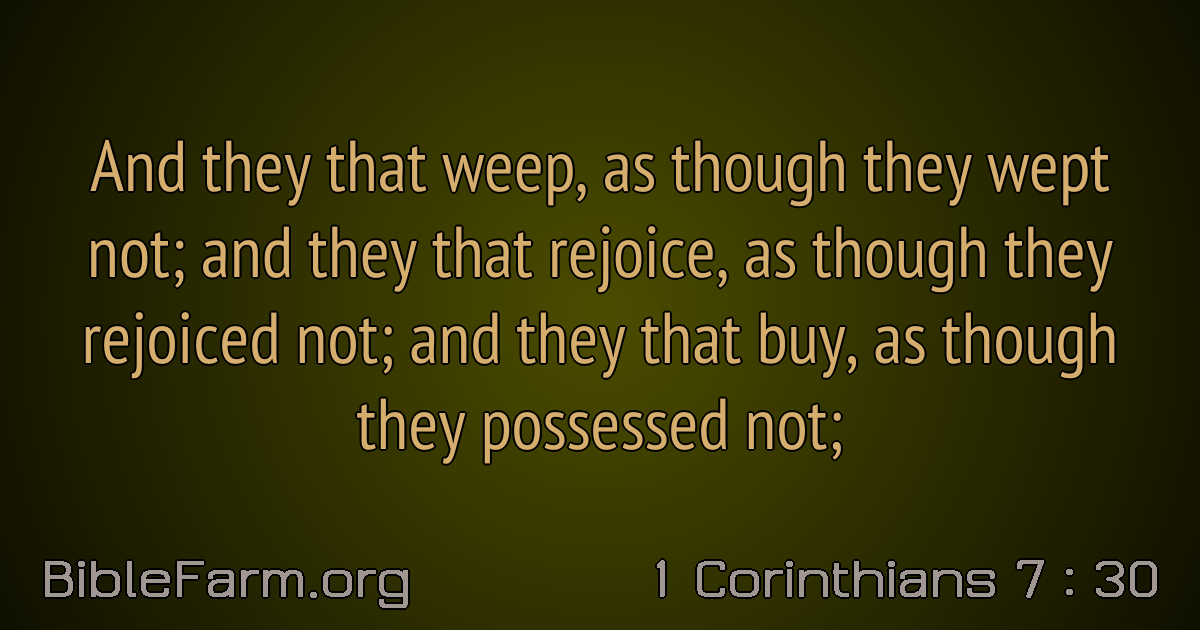 And they that weep, as though they wept
not; and they that rejoice, as though they
rejoiced not; and they that buy, as though
they possessed not;
BibleFarm.org 1 Corinthians 7 : 30